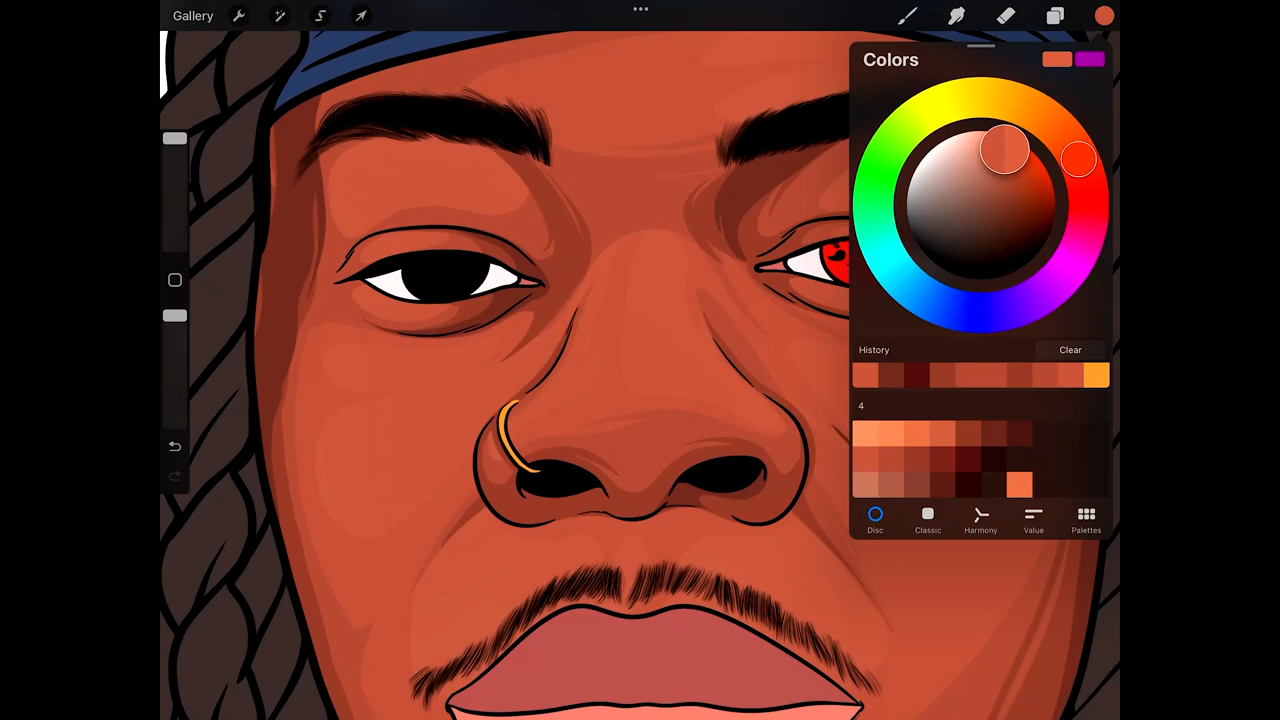 Gallery
Colors
History
Clear
4
Disc
Classic
Harmony
Value
Palettes